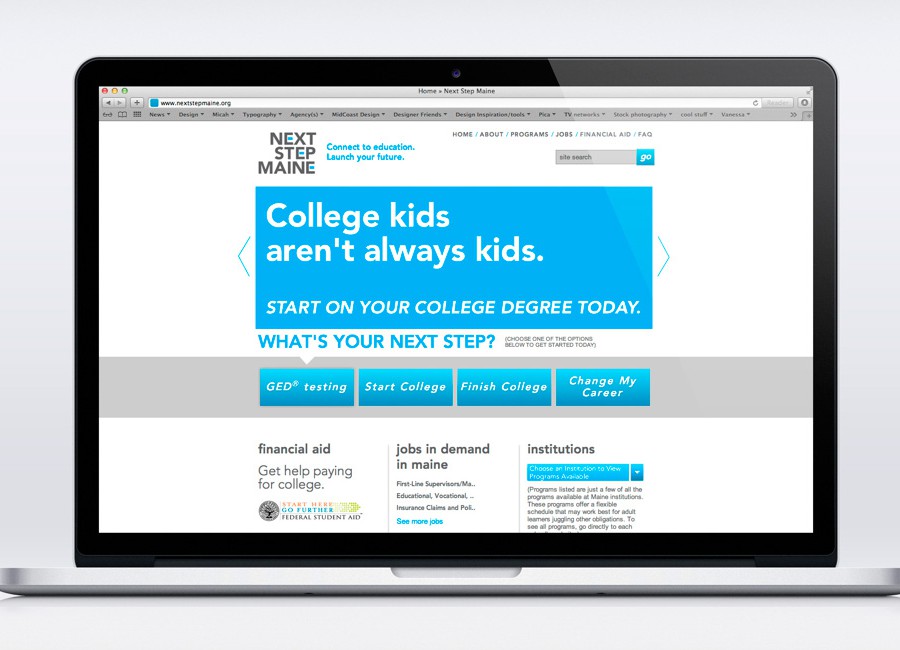 Home » Next Step Maine
www.nextstepmaine.org
Reader
News Design Micah Typography Agency(s) MidCoast Design Designer Friends Design Inspiration/tools Pica TV networks Stock photography cool stuff Vanessa
HOME / ABOUT / PROGRAMS / JOBS / FINANCIAL AID / FAQ
NEXT
STEP
MAINE
Connect to education.
Launch your future.
site search go
College kids
aren't always kids.
START ON YOUR COLLEGE DEGREE TODAY.
WHAT'S YOUR NEXT STEP?
(CHOOSE ONE OF THE OPTIONS
BELOW TO GET STARTED TODAY)
GED® testing
Start College
Finish College
Change My
Career
financial aid
Get help paying
for college.
START HERE
GO FURTHER
FEDERAL STUDENT AID
jobs in demand
in maine
First-Line Supervisors/Ma..
Educational, Vocational, ..
Insurance Claims and Poli..
See more jobs
institutions
Choose an Institution to View
Programs Available
(Programs listed are just a few of all the
programs available at Maine institutions.
These programs offer a flexible
schedule that may work best for adult
learners juggling other obligations. To
see all programs, go directly to each